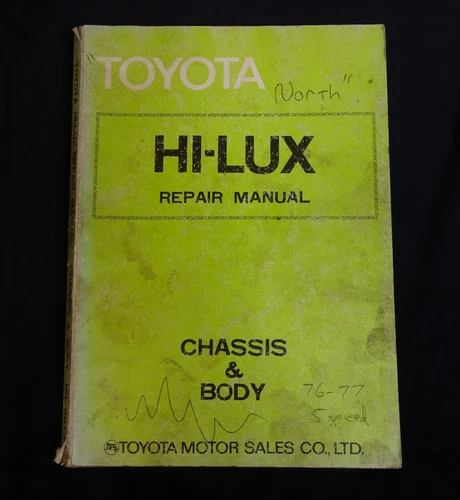 TOYOTA
"North"
HI-LUX
REPAIR MANUAL
CHASSIS
&
BODY
76-77
5 speed
TOYOTA MOTOR SALES CO., LTD.